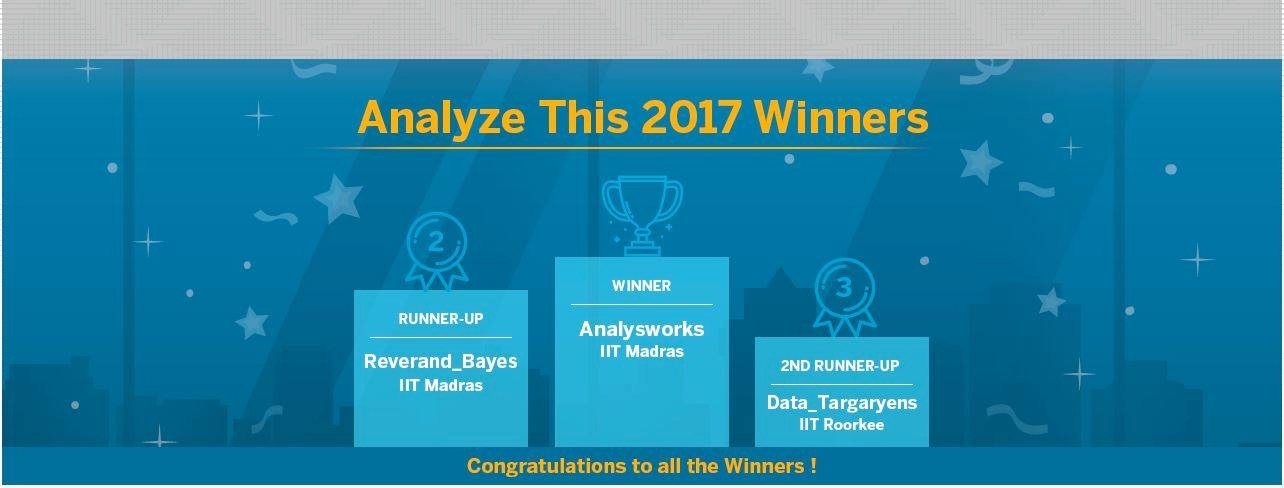 Analyze This 2017 Winners
2
RUNNER-UP
Reverand_Bayes
IIT Madras
WINNER
Analysworks
IIT Madras
3
2ND RUNNER-UP
Data_Targaryens
IIT Roorkee
Congratulations to all the Winners !